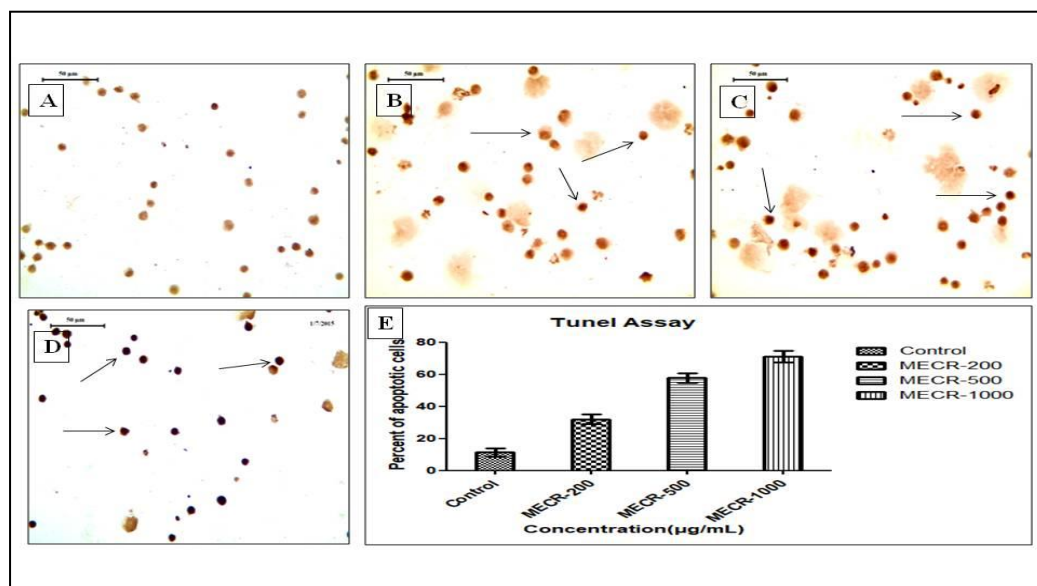 50 µm
A
50 µm
B
50 µm
C
50 µm
D
1/7/2015
E
Tunel Assay
Percent of apoptotic cells
80
60
40
20
0
Control
MECR-200
MECR-500
MECR-1000
Concentration(µg/mL)
Control
MECR-200
MECR-500
MECR-1000